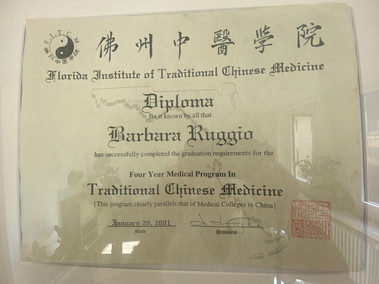 佛州中醫學院
F.I.T.C.M
Florida Institute of Traditional Chinese Medicine
Diploma
Be it known by all that
Barbara Ruggio
has successfully completed the graduation requirements for the
Four Year Medical Program In
Traditional Chinese Medicine
(This program closely parallels that of Medical Colleges in China)
January 20, 2001
Date
President